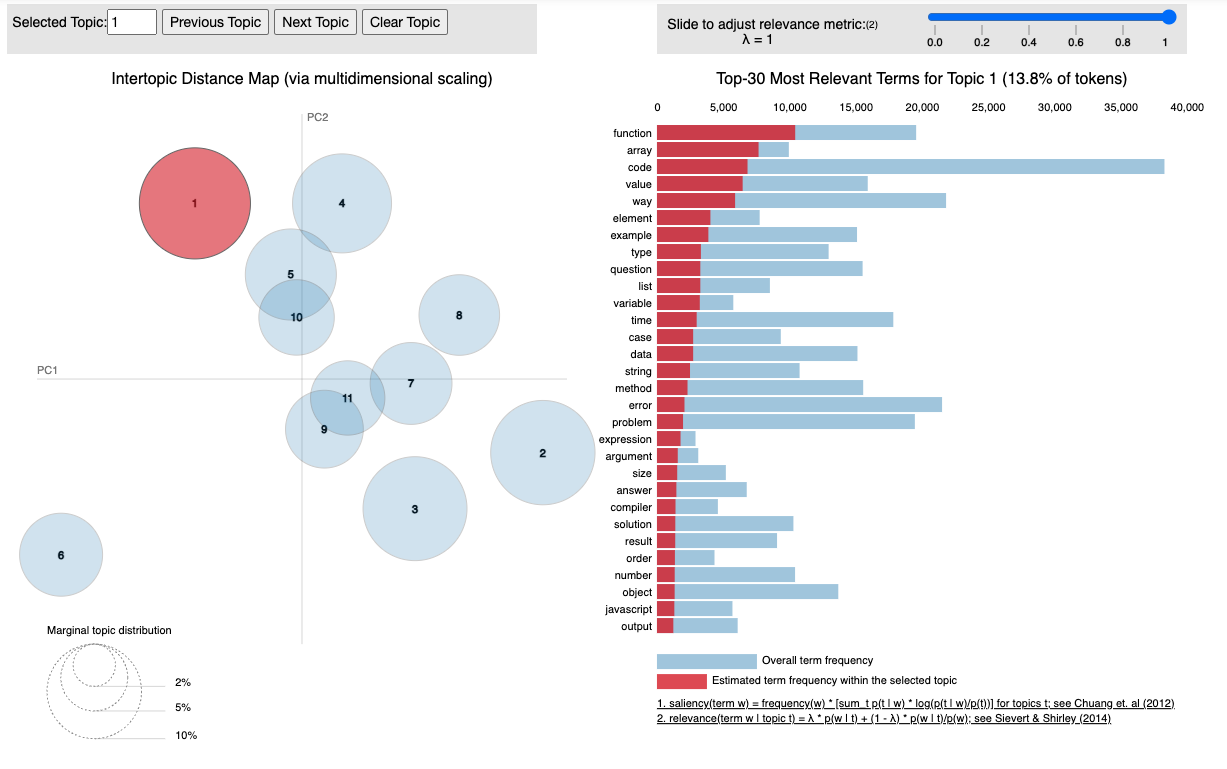 Selected Topic: 1 Previous Topic Next Topic Clear Topic
Slide to adjust relevance metric:(2)
λ = 1
0.0 0.2 0.4 0.6 0.8 1
Intertopic Distance Map (via multidimensional scaling)
PC2
PC1
1
4
5
10
8
7
11
9
2
3
6
Marginal topic distribution
2%
5%
10%
Top-30 Most Relevant Terms for Topic 1 (13.8% of tokens)
0 5,000 10,000 15,000 20,000 25,000 30,000 35,000 40,000
function
array
code
value
way
element
example
type
question
list
variable
time
case
data
string
method
error
problem
expression
argument
size
answer
compiler
solution
result
order
number
object
javascript
output
Overall term frequency
Estimated term frequency within the selected topic
1. saliency(term w) = frequency(w) * [sum_t p(t | w) * log(p(t | w)/p(t))] for topics t; see Chuang et. al (2012)
2. relevance(term w | topic t) = λ * p(w | t) + (1 - λ) * p(w | t)/p(w); see Sievert & Shirley (2014)